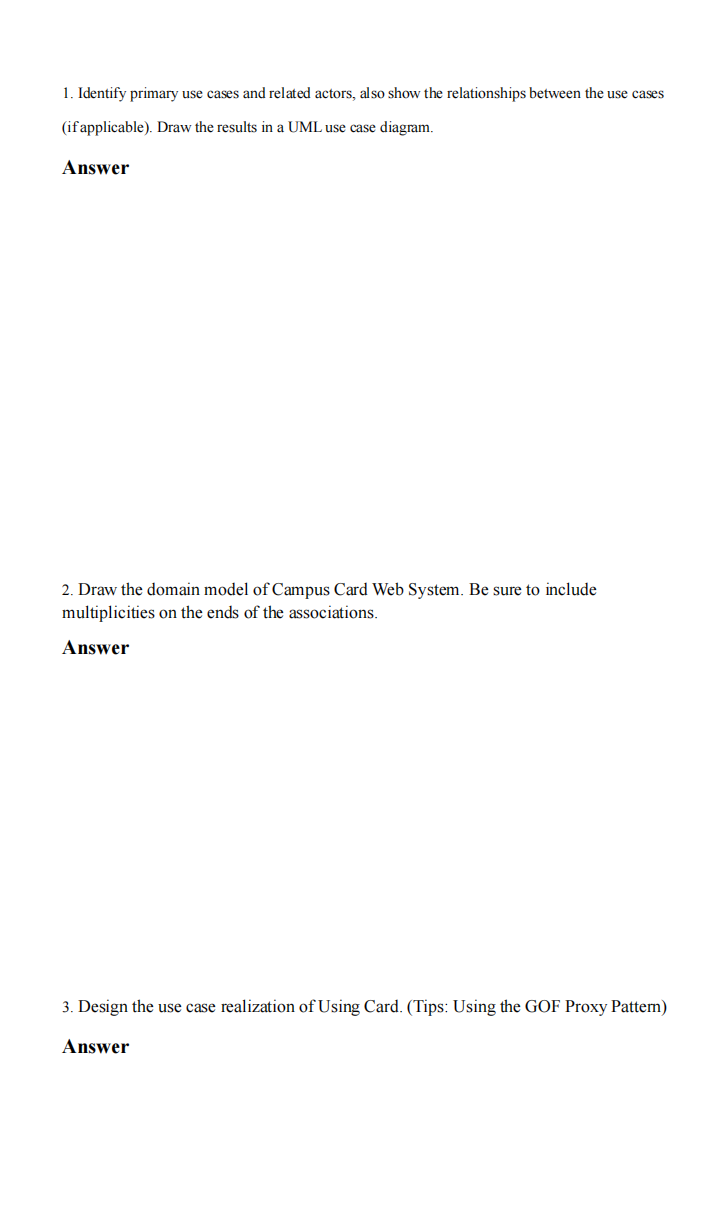 1. Identify primary use cases and related actors, also show the relationships between the use cases
(if applicable). Draw the results in a UML use case diagram.
Answer
2. Draw the domain model of Campus Card Web System. Be sure to include
multiplicities on the ends of the associations.
Answer
3. Design the use case realization of Using Card. (Tips: Using the GOF Proxy Pattern)
Answer